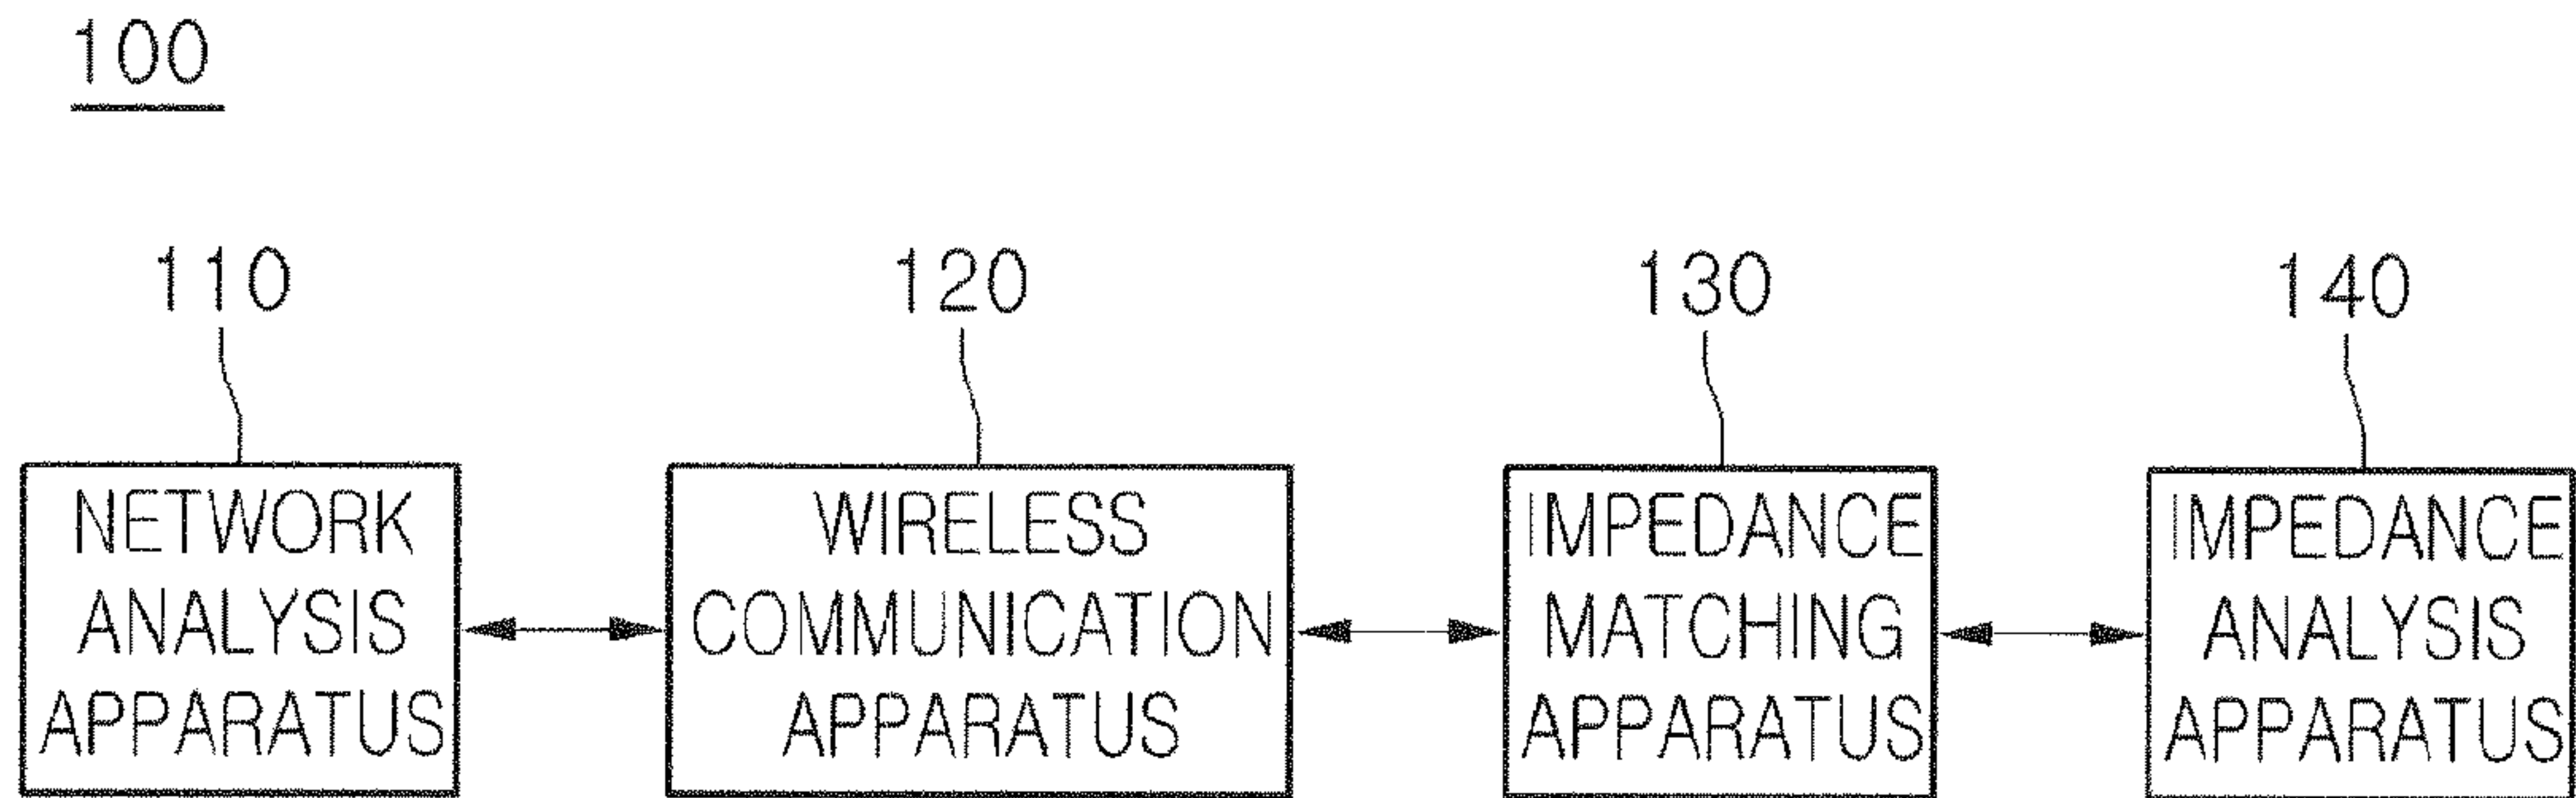 100
110
120
130
140
NETWORK
ANALYSIS
APPARATUS
WIRELESS
COMMUNICATION
APPARATUS
IMPEDANCE
MATCHING
APPARATUS
IMPEDANCE
ANALYSIS
APPARATUS